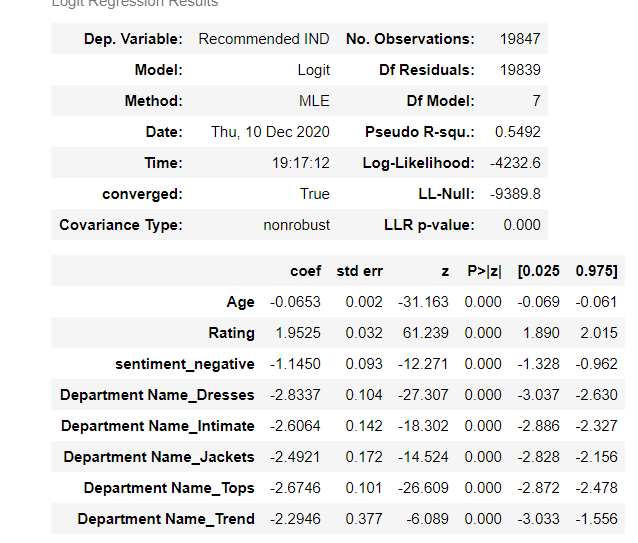 Logit Regression Results
Dep. Variable: Recommended IND No. Observations: 19847
Model: Logit Df Residuals: 19839
Method: MLE Df Model: 7
Date: Thu, 10 Dec 2020 Pseudo R-squ.: 0.5492
Time: 19:17:12 Log-Likelihood: -4232.6
converged: True LL-Null: -9389.8
Covariance Type: nonrobust LLR p-value: 0.000
coef std err z P>|z| [0.025 0.975]
Age -0.0653 0.002 -31.163 0.000 -0.069 -0.061
Rating 1.9525 0.032 61.239 0.000 1.890 2.015
sentiment_negative -1.1450 0.093 -12.271 0.000 -1.328 -0.962
Department Name_Dresses -2.8337 0.104 -27.307 0.000 -3.037 -2.630
Department Name_Intimate -2.6064 0.142 -18.302 0.000 -2.886 -2.327
Department Name_Jackets -2.4921 0.172 -14.524 0.000 -2.828 -2.156
Department Name_Tops -2.6746 0.101 -26.609 0.000 -2.872 -2.478
Department Name_Trend -2.2946 0.377 -6.089 0.000 -3.033 -1.556